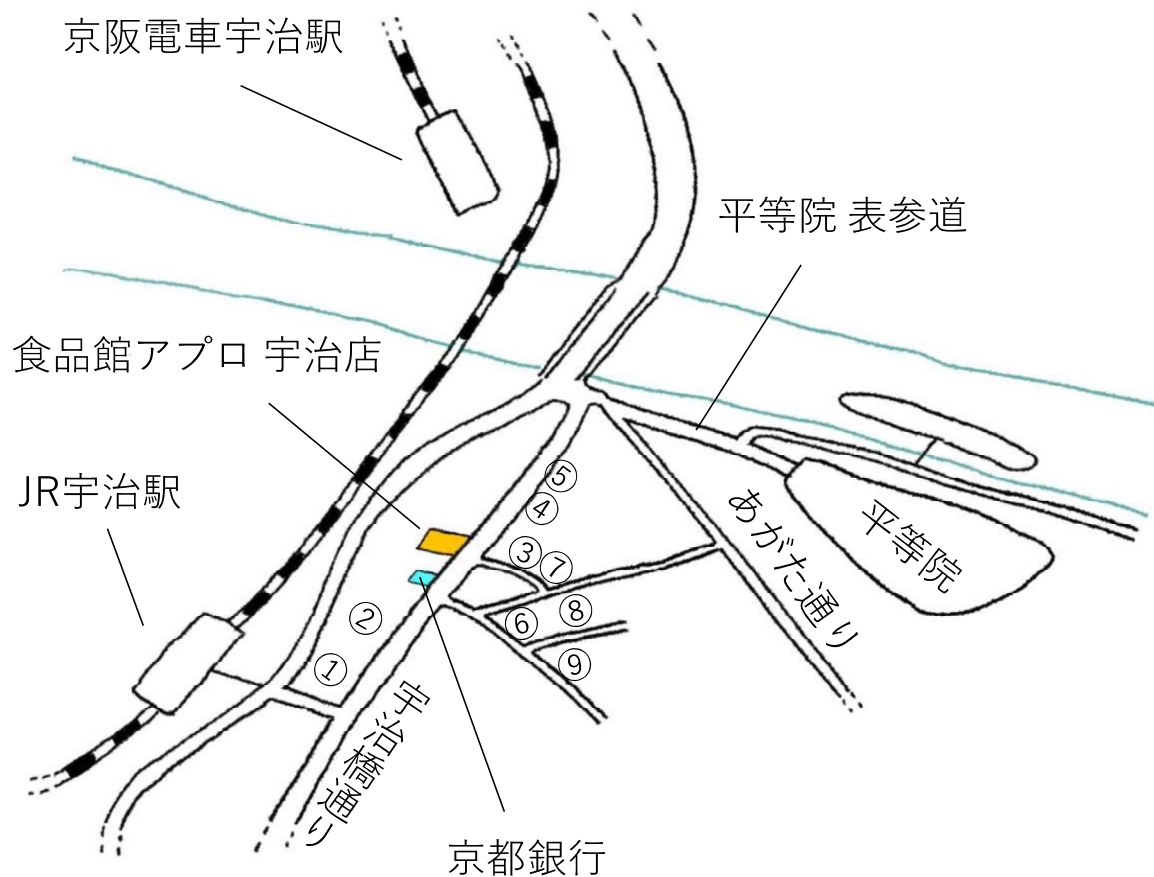 京阪電車宇治駅
平等院 表参道
食品館アプロ 宇治店
JR宇治駅
⑤
④
③
⑦
②
⑥
⑧
①
⑨
あがた通り
平等院
宇治橋通り
京都銀行